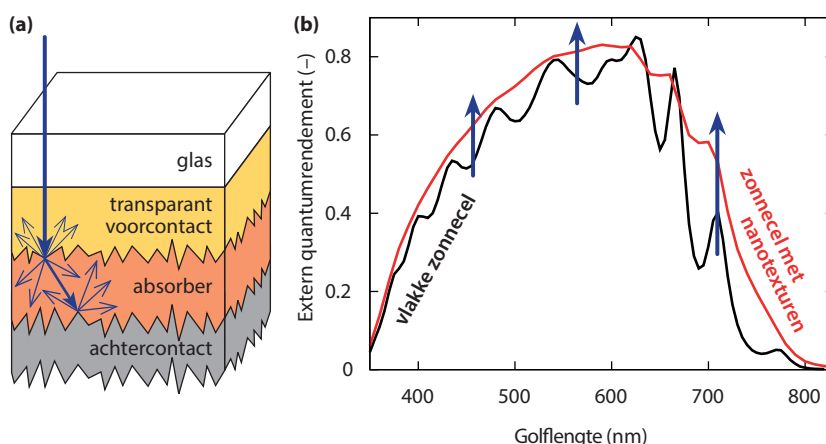 (a)
glas
transparant
voorcontact
absorber
achtercontact
(b)
Extern quantumrendement (–)
0.8
0.6
0.4
0.2
0
400
500
600
700
800
Golflengte (nm)
vlakke zonnecel
zonnecel met
nanotexturen